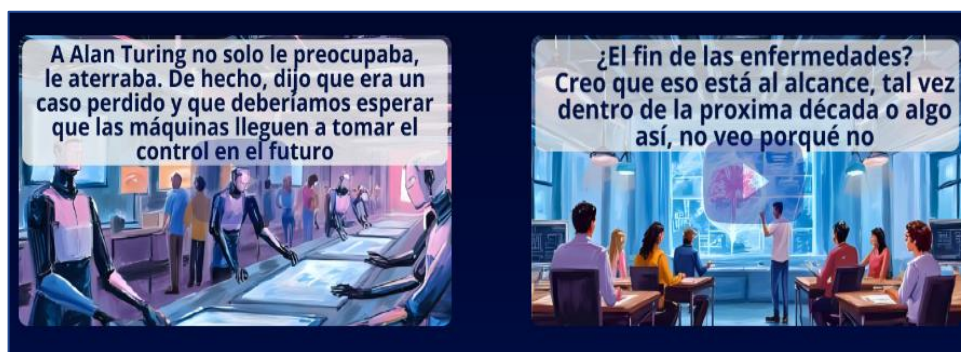 A Alan Turing no solo le preocupaba,
le aterraba. De hecho, dijo que era un
caso perdido y que deberíamos esperar
que las máquinas lleguen a tomar el
control en el futuro
¿El fin de las enfermedades?
Creo que eso está al alcance, tal vez
dentro de la proxima década o algo
así, no veo porqué no